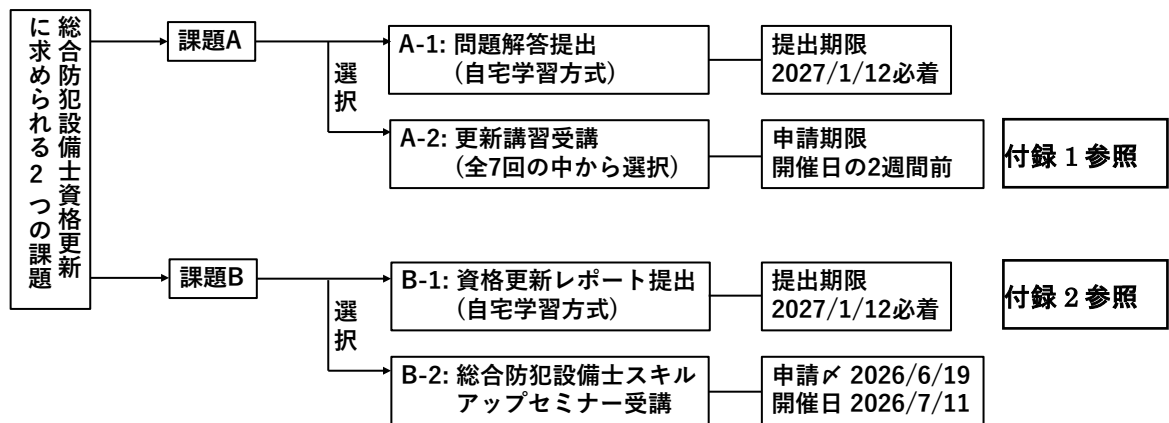 総合防犯設備士資格更新
に求められる2つの課題
課題A
選択
A-1: 問題解答提出
(自宅学習方式)
提出期限
2027/1/12必着
A-2: 更新講習受講
(全7回の中から選択)
申請期限
開催日の2週間前
付録1参照
課題B
選択
B-1: 資格更新レポート提出
(自宅学習方式)
提出期限
2027/1/12必着
付録2参照
B-2: 総合防犯設備士スキル
アップセミナー受講
申請〆 2026/6/19
開催日 2026/7/11